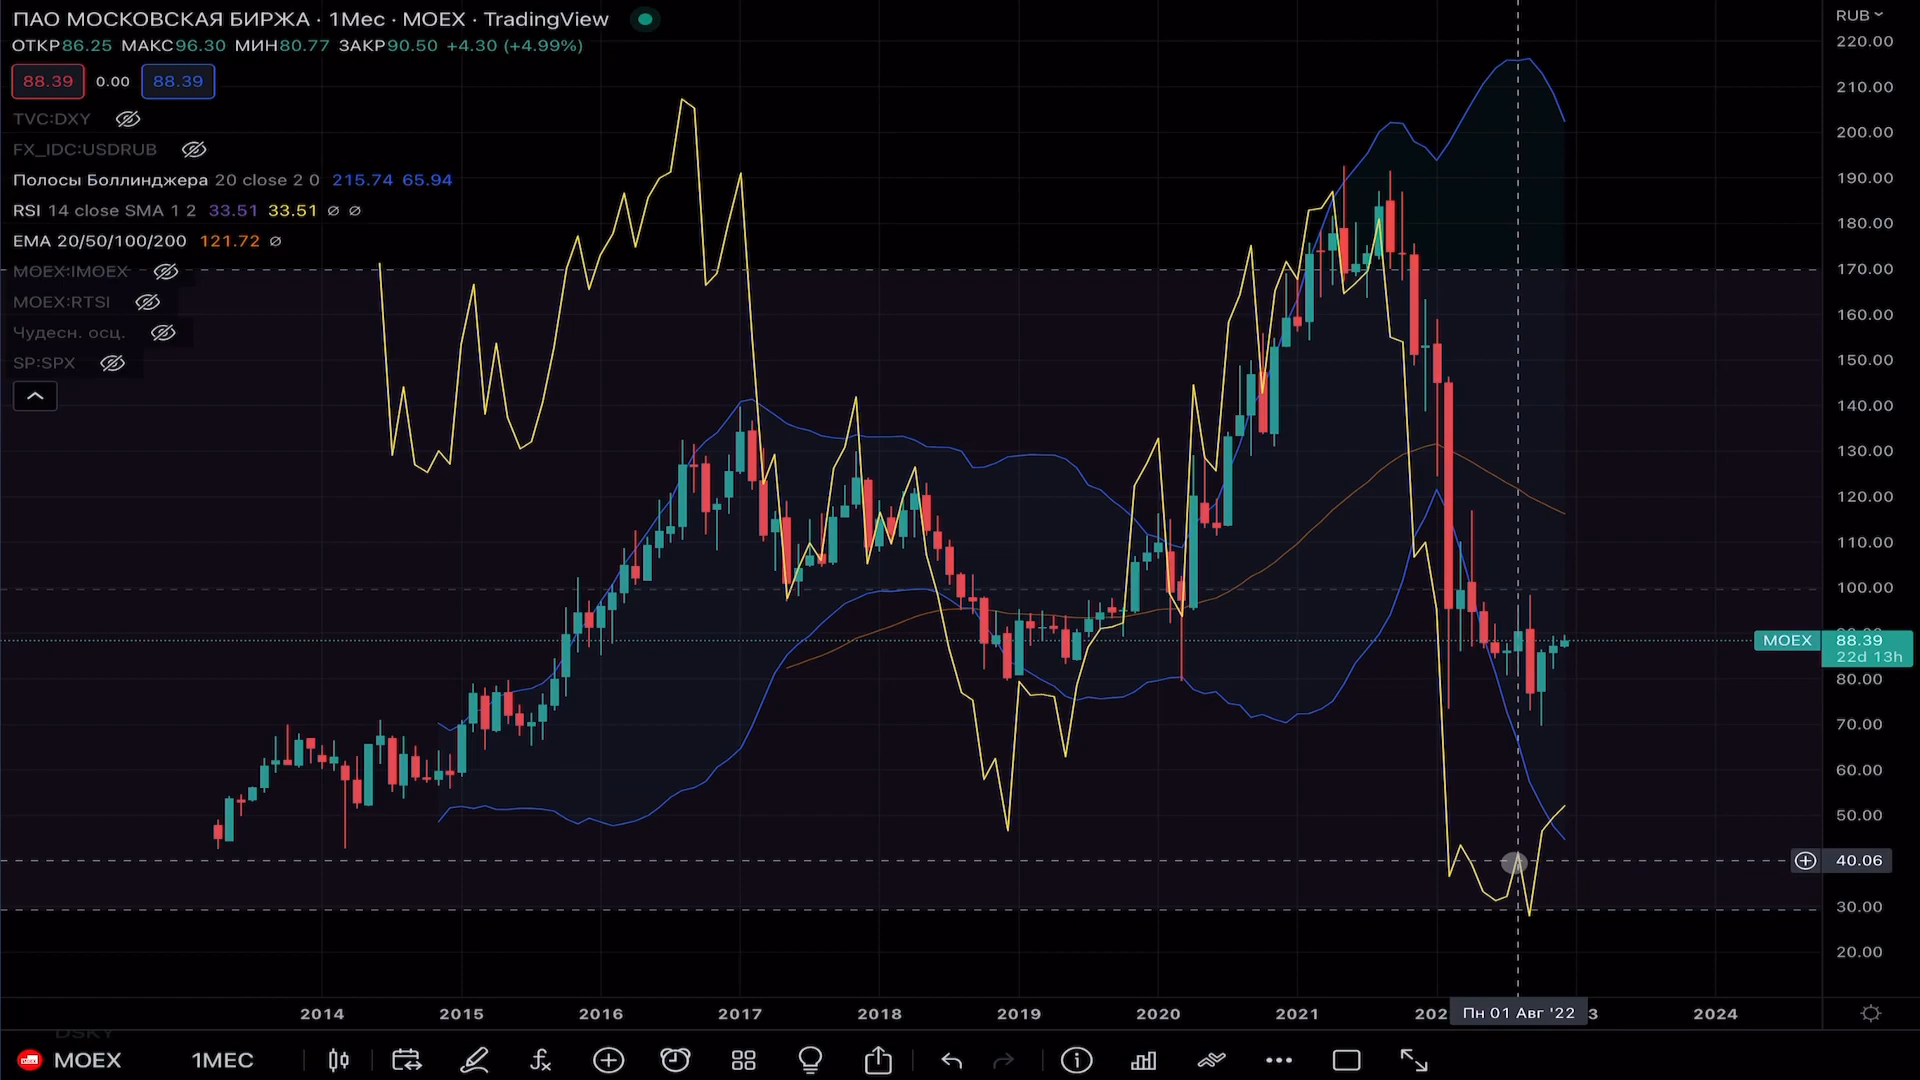 ПАО МОСКОВСКАЯ БИРЖА · 1Мес · MOEX · TradingView
ОТКР86.25 МАКС96.30 МИН80.77 ЗАКР90.50 +4.30 (+4.99%)
88.39 0.00 88.39
TVC:DXY
FX_IDC:USDRUB
Полосы Боллинджера 20 close 2 0 215.74 65.94
RSI 14 close SMA 1 2 33.51 33.51 ∅ ∅
EMA 20/50/100/200 121.72 ∅
MOEX:IMOEX
MOEX:RTSI
Чудесн. осц.
SP:SPX
RUB
220.00
210.00
200.00
190.00
180.00
170.00
160.00
150.00
140.00
130.00
120.00
110.00
100.00
MOEX 88.39
22d 13h
80.00
70.00
60.00
50.00
40.06
30.00
20.00
2014 2015 2016 2017 2018 2019 2020 2021 202 Пн 01 Авг '22 3 2024
MOEX 1МЕС